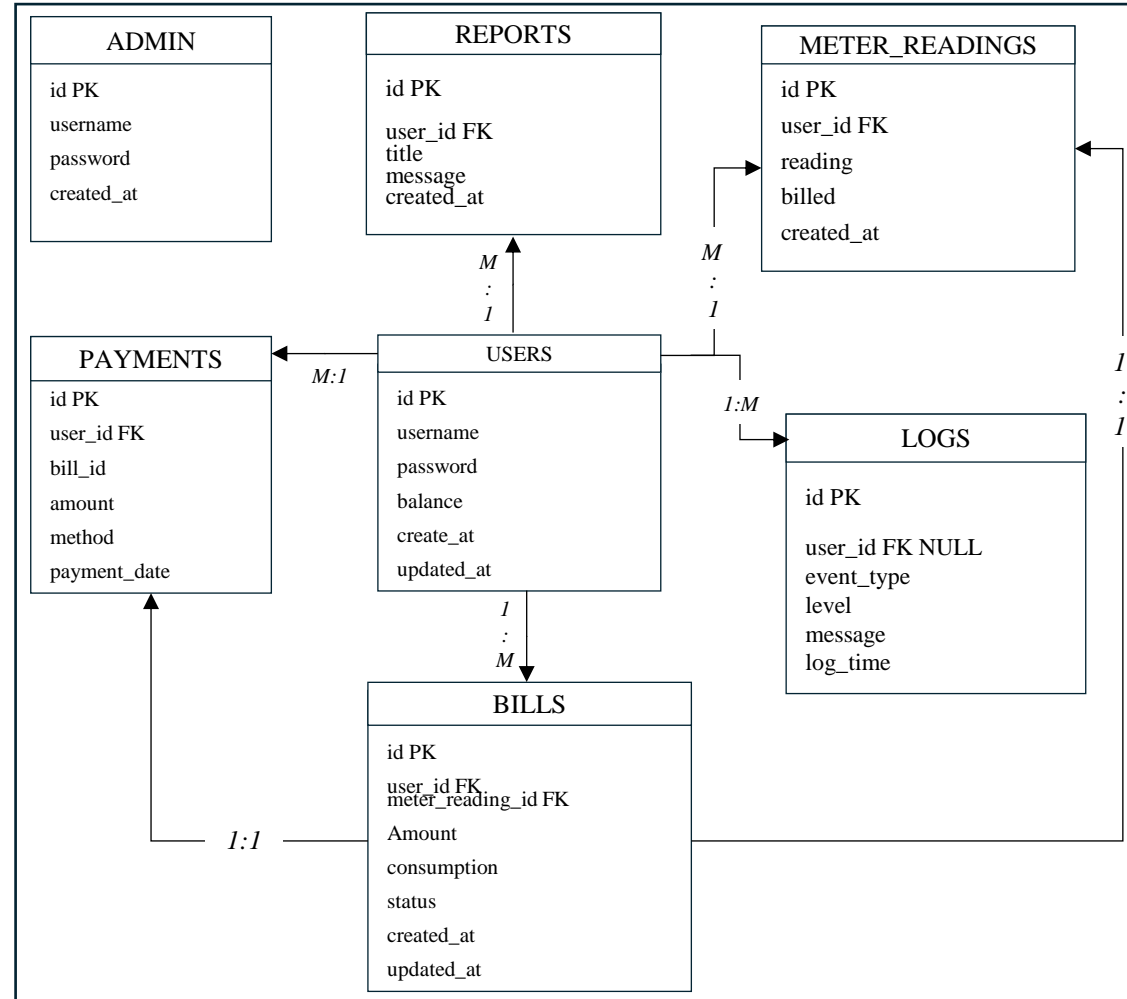 ADMIN
id PK
username
password
created_at
REPORTS
id PK
user_id FK
title
message
created_at
METER_READINGS
id PK
user_id FK
reading
billed
created_at
M
:
1
M
:
1
1
:
1
PAYMENTS
id PK
user_id FK
bill_id
amount
method
payment_date
M:1
USERS
id PK
username
password
balance
create_at
updated_at
1:M
LOGS
id PK
user_id FK NULL
event_type
level
message
log_time
1
:
M
BILLS
id PK
user_id FK
meter_reading_id FK
Amount
consumption
status
created_at
updated_at
1:1